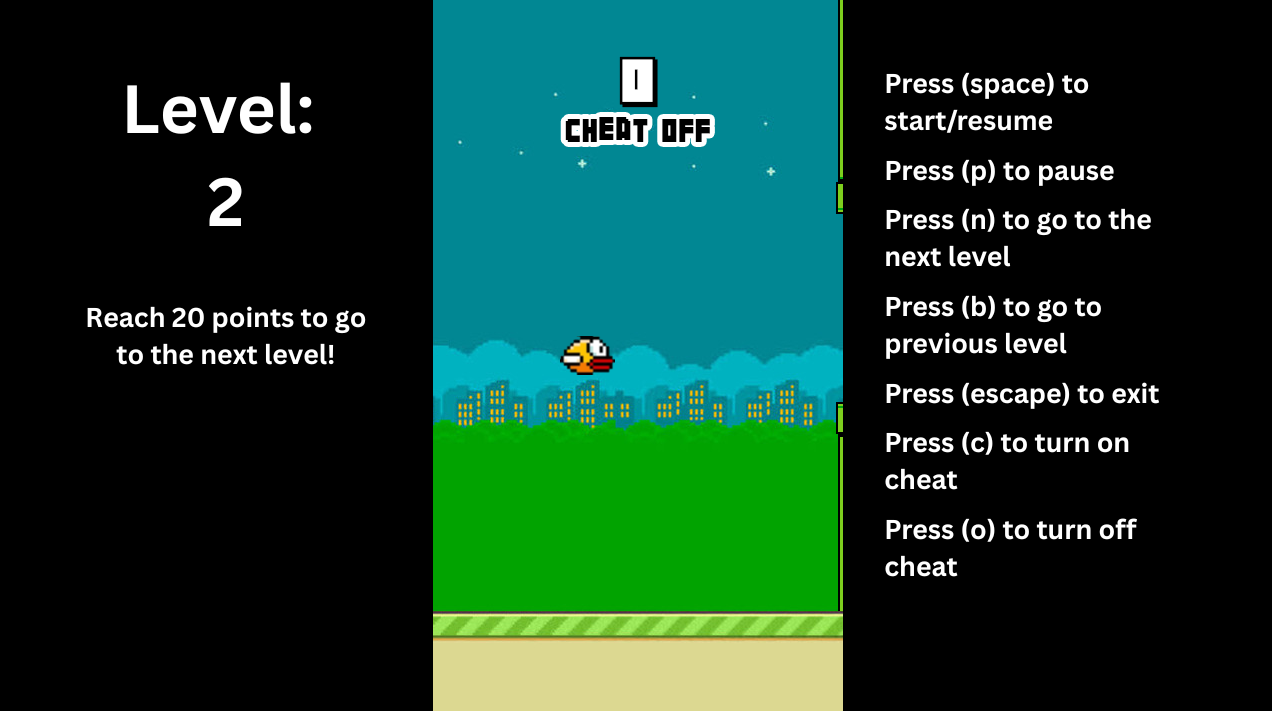 Level:
2
Reach 20 points to go
to the next level!
1
CHEAT OFF
Press (space) to
start/resume
Press (p) to pause
Press (n) to go to the
next level
Press (b) to go to
previous level
Press (escape) to exit
Press (c) to turn on
cheat
Press (o) to turn off
cheat